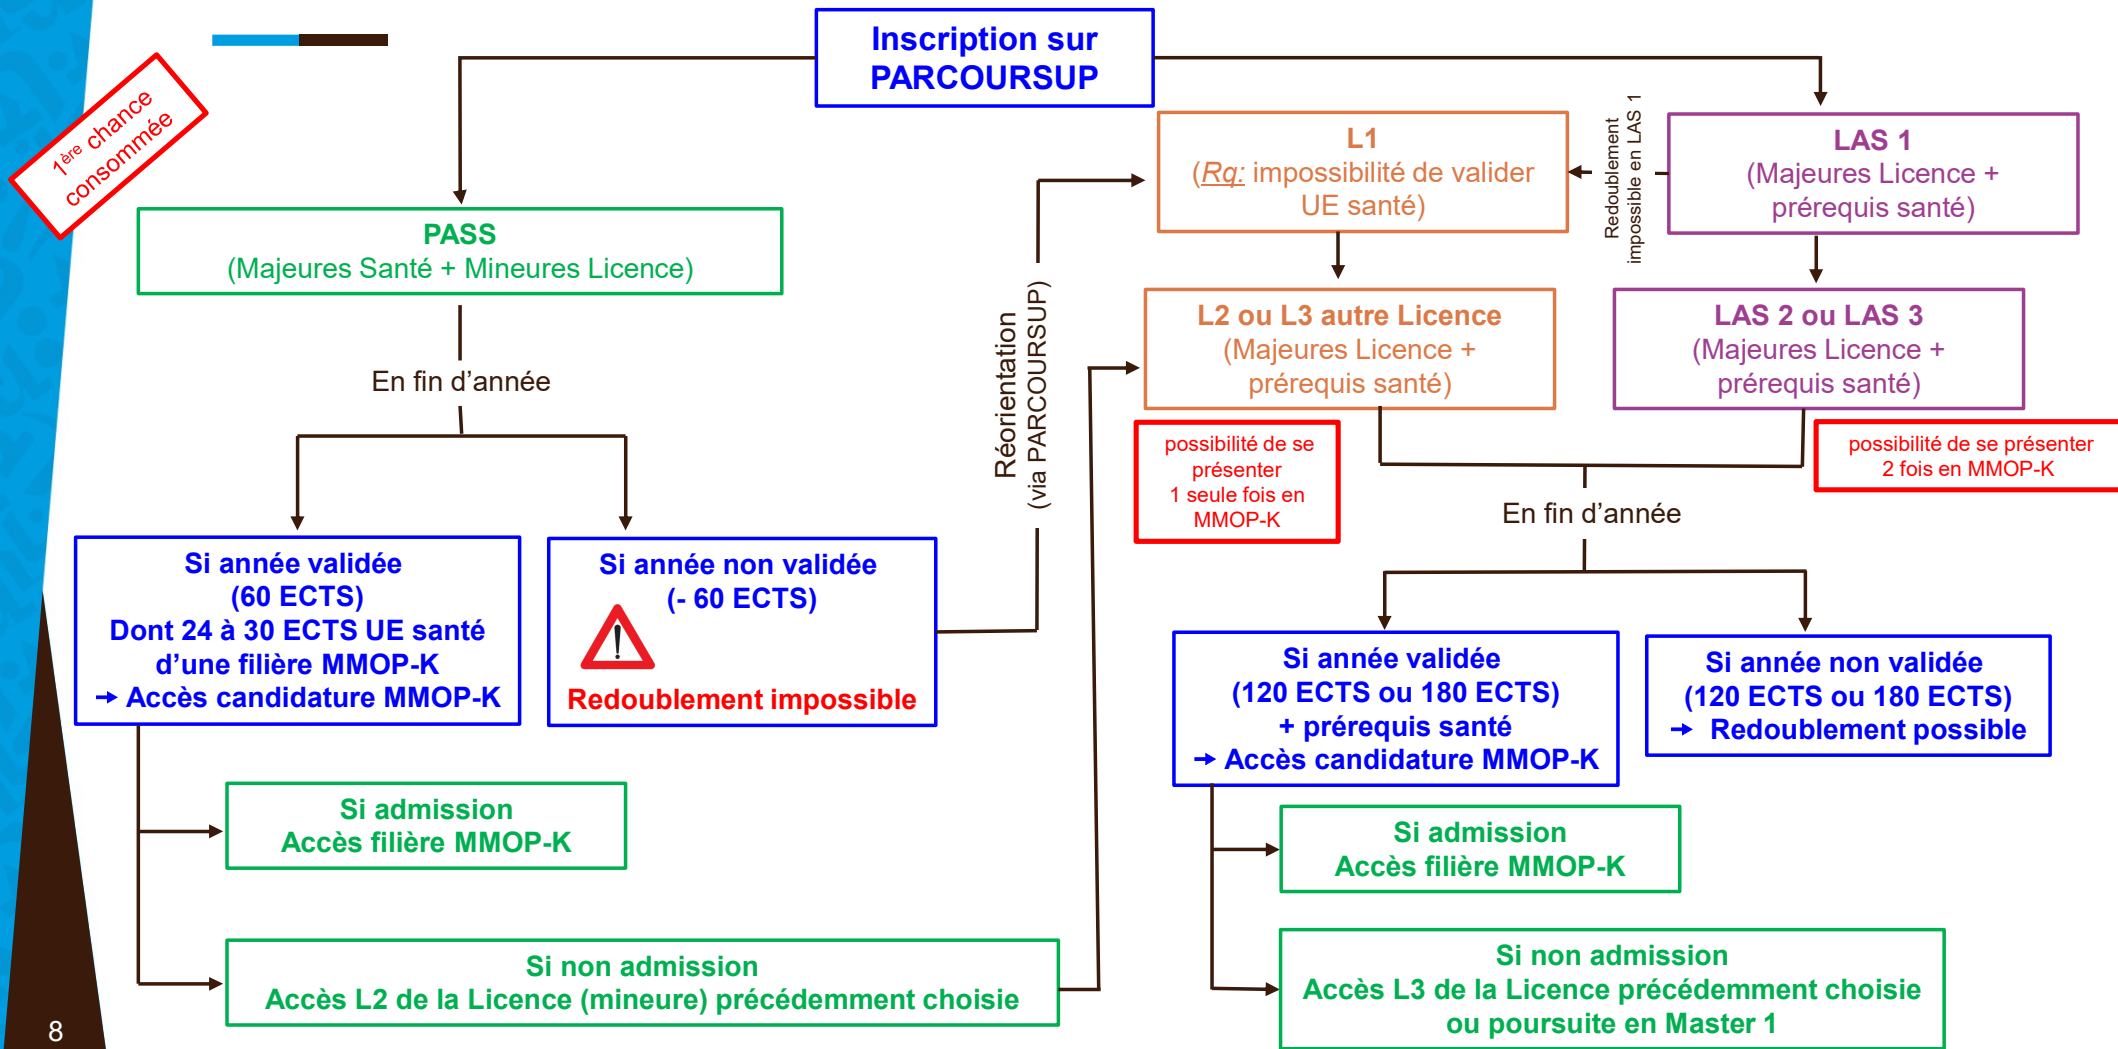 Inscription sur
PARCOURSUP
1ère chance
consommée
PASS
(Majeures Santé + Mineures Licence)
En fin d’année
Si année validée
(60 ECTS)
Dont 24 à 30 ECTS UE santé
d’une filière MMOP-K
→ Accès candidature MMOP-K
Si année non validée
(- 60 ECTS)
!
Redoublement impossible
Si admission
Accès filière MMOP-K
Si non admission
Accès L2 de la Licence (mineure) précédemment choisie
Réorientation
(via PARCOURSUP)
L1
(Rq: impossibilité de valider
UE santé)
Redoublement
impossible en LAS 1
LAS 1
(Majeures Licence +
prérequis santé)
L2 ou L3 autre Licence
(Majeures Licence +
prérequis santé)
LAS 2 ou LAS 3
(Majeures Licence +
prérequis santé)
possibilité de se
présenter
1 seule fois en
MMOP-K
possibilité de se présenter
2 fois en MMOP-K
En fin d’année
Si année validée
(120 ECTS ou 180 ECTS)
+ prérequis santé
→ Accès candidature MMOP-K
Si année non validée
(120 ECTS ou 180 ECTS)
→ Redoublement possible
Si admission
Accès filière MMOP-K
Si non admission
Accès L3 de la Licence précédemment choisie
ou poursuite en Master 1
8